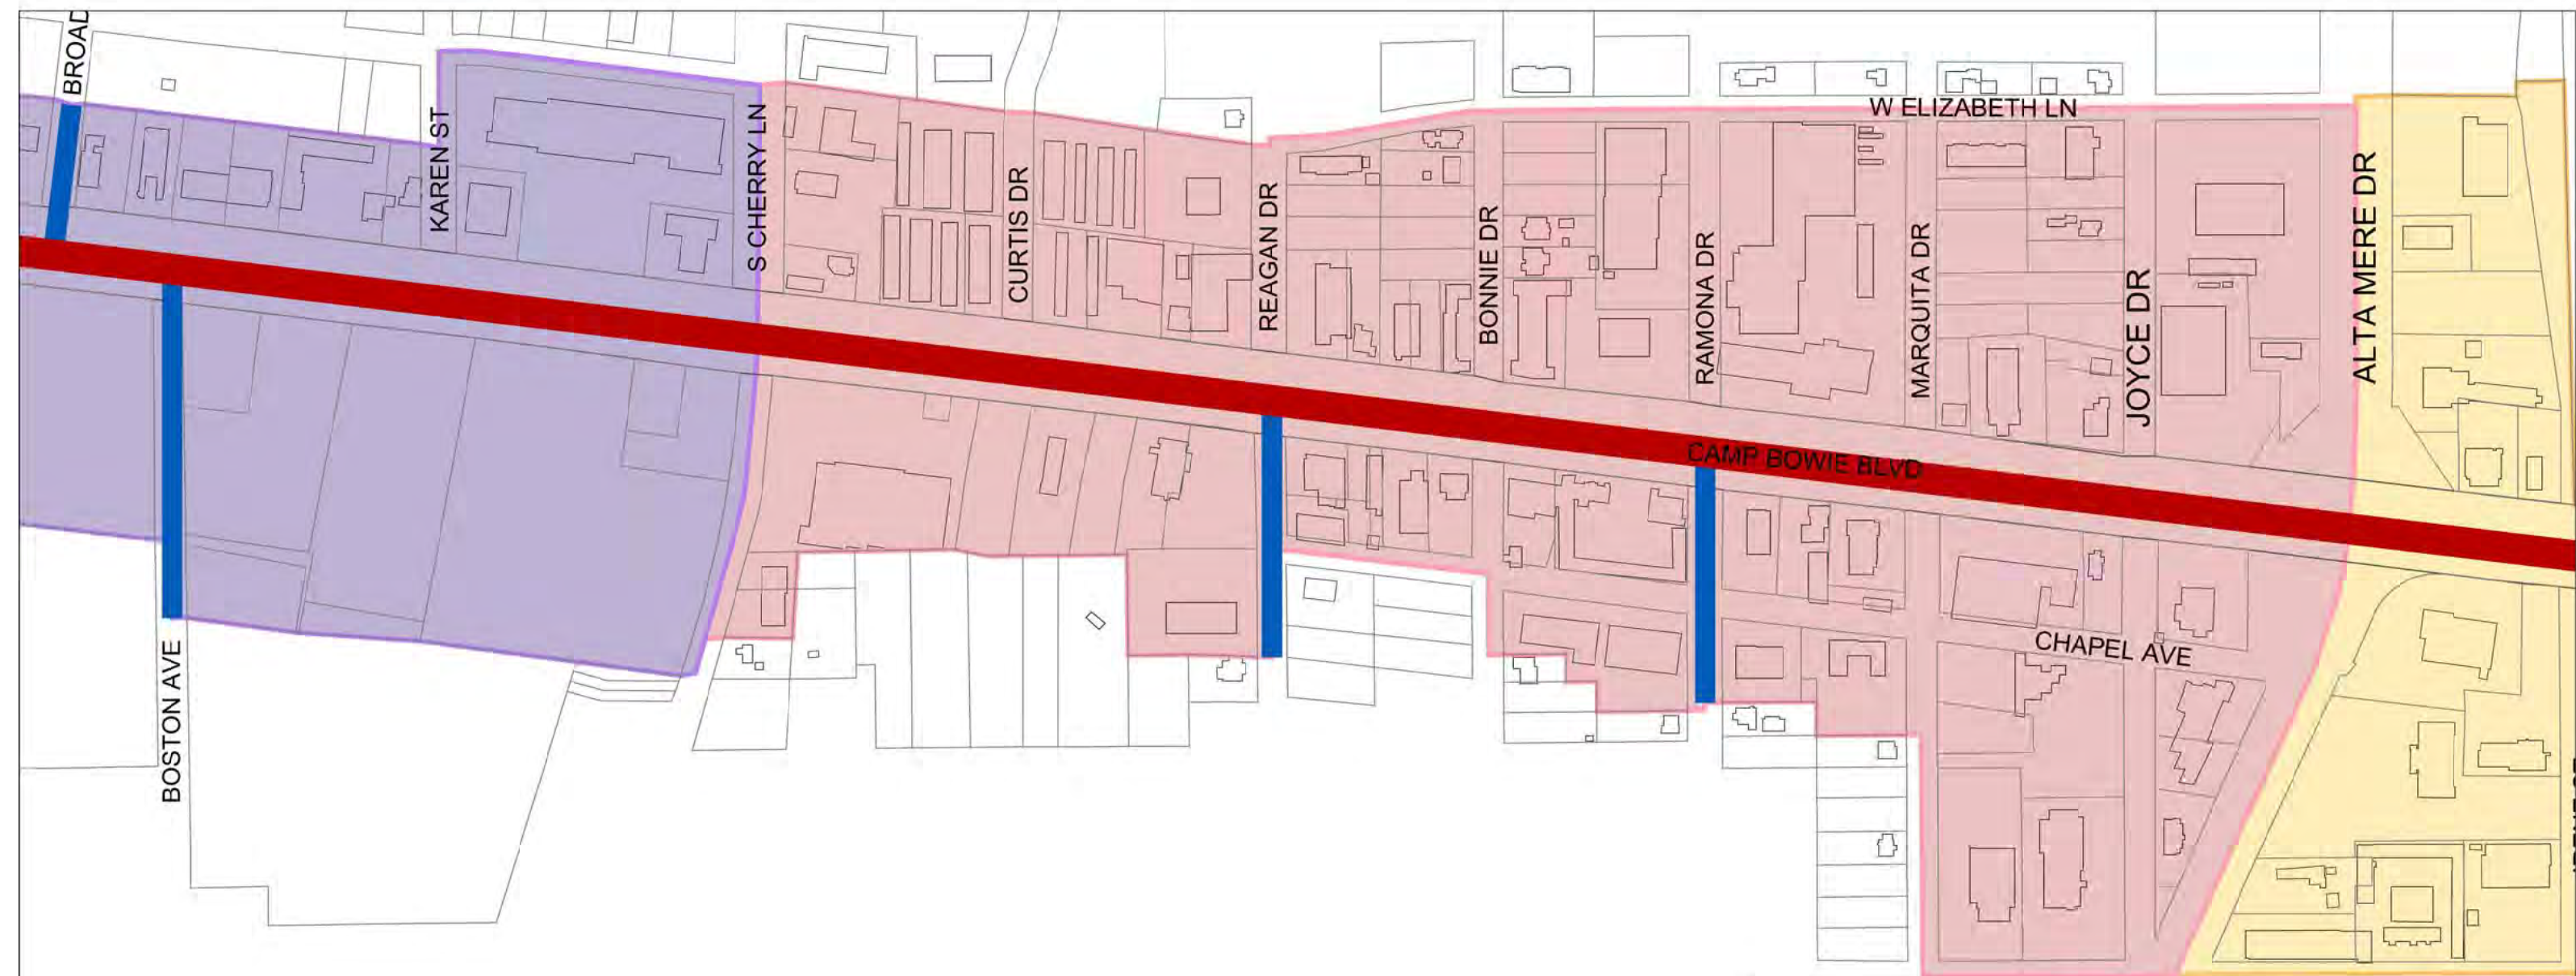 BROAD
KAREN ST
S CHERRY LN
CURTIS DR
REAGAN DR
BONNIE DR
W ELIZABETH LN
RAMONA DR
MARQUITA DR
JOYCE DR
ALTA MERE DR
CAMP BOWIE BLVD
CHAPEL AVE
BOSTON AVE